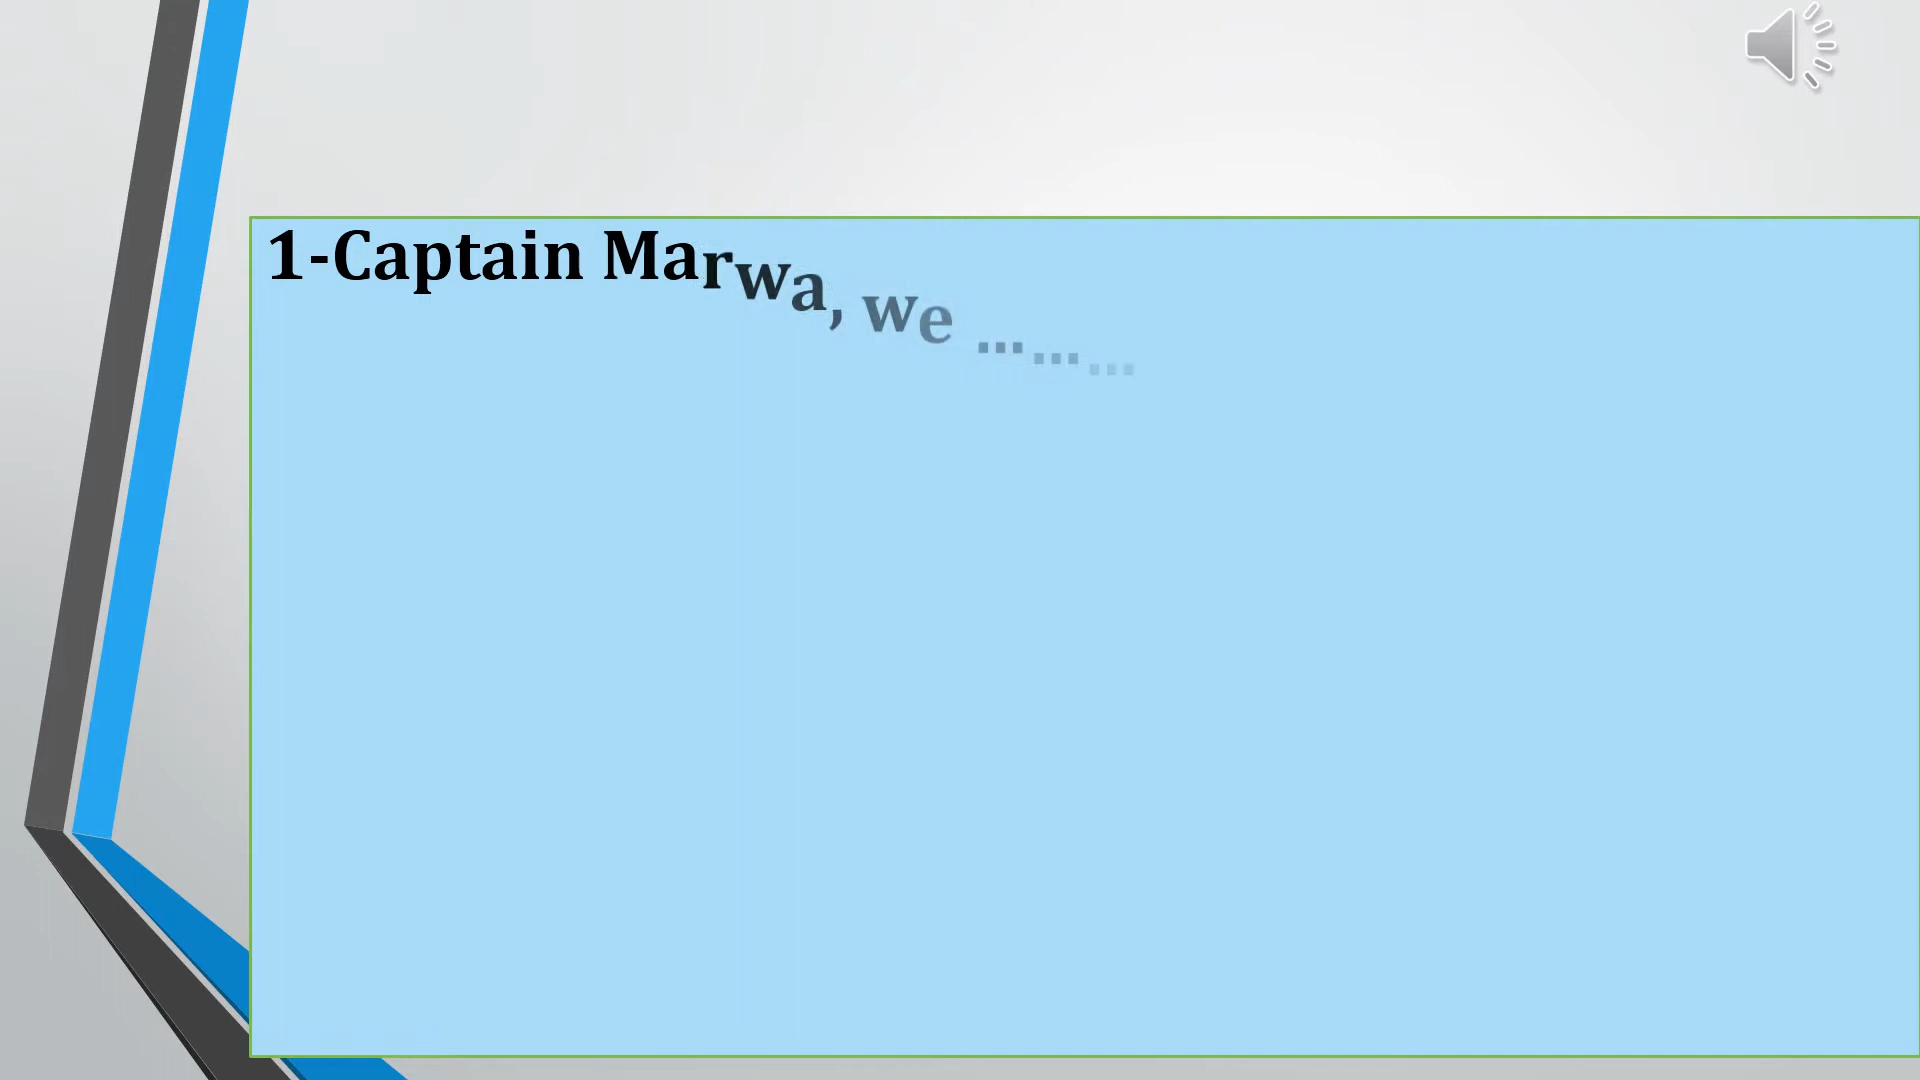 1-Captain Marwa, we ………